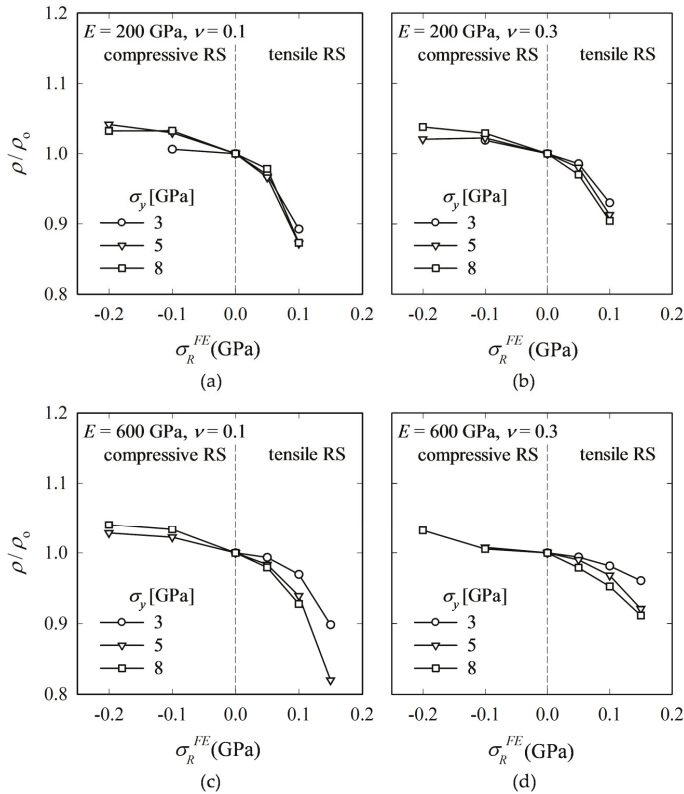 E = 200 GPa, ν = 0.1
compressive RS tensile RS
ρ/ρo
1.2
1.1
1.0
0.9
0.8
σy [GPa]
3
5
8
-0.2 -0.1 0.0 0.1 0.2
σR^FE (GPa)
(a)
E = 200 GPa, ν = 0.3
compressive RS tensile RS
σy [GPa]
3
5
8
-0.2 -0.1 0.0 0.1 0.2
σR^FE (GPa)
(b)
E = 600 GPa, ν = 0.1
compressive RS tensile RS
ρ/ρo
1.2
1.1
1.0
0.9
0.8
σy [GPa]
3
5
8
-0.2 -0.1 0.0 0.1 0.2
σR^FE (GPa)
(c)
E = 600 GPa, ν = 0.3
compressive RS tensile RS
σy [GPa]
3
5
8
-0.2 -0.1 0.0 0.1 0.2
σR^FE (GPa)
(d)